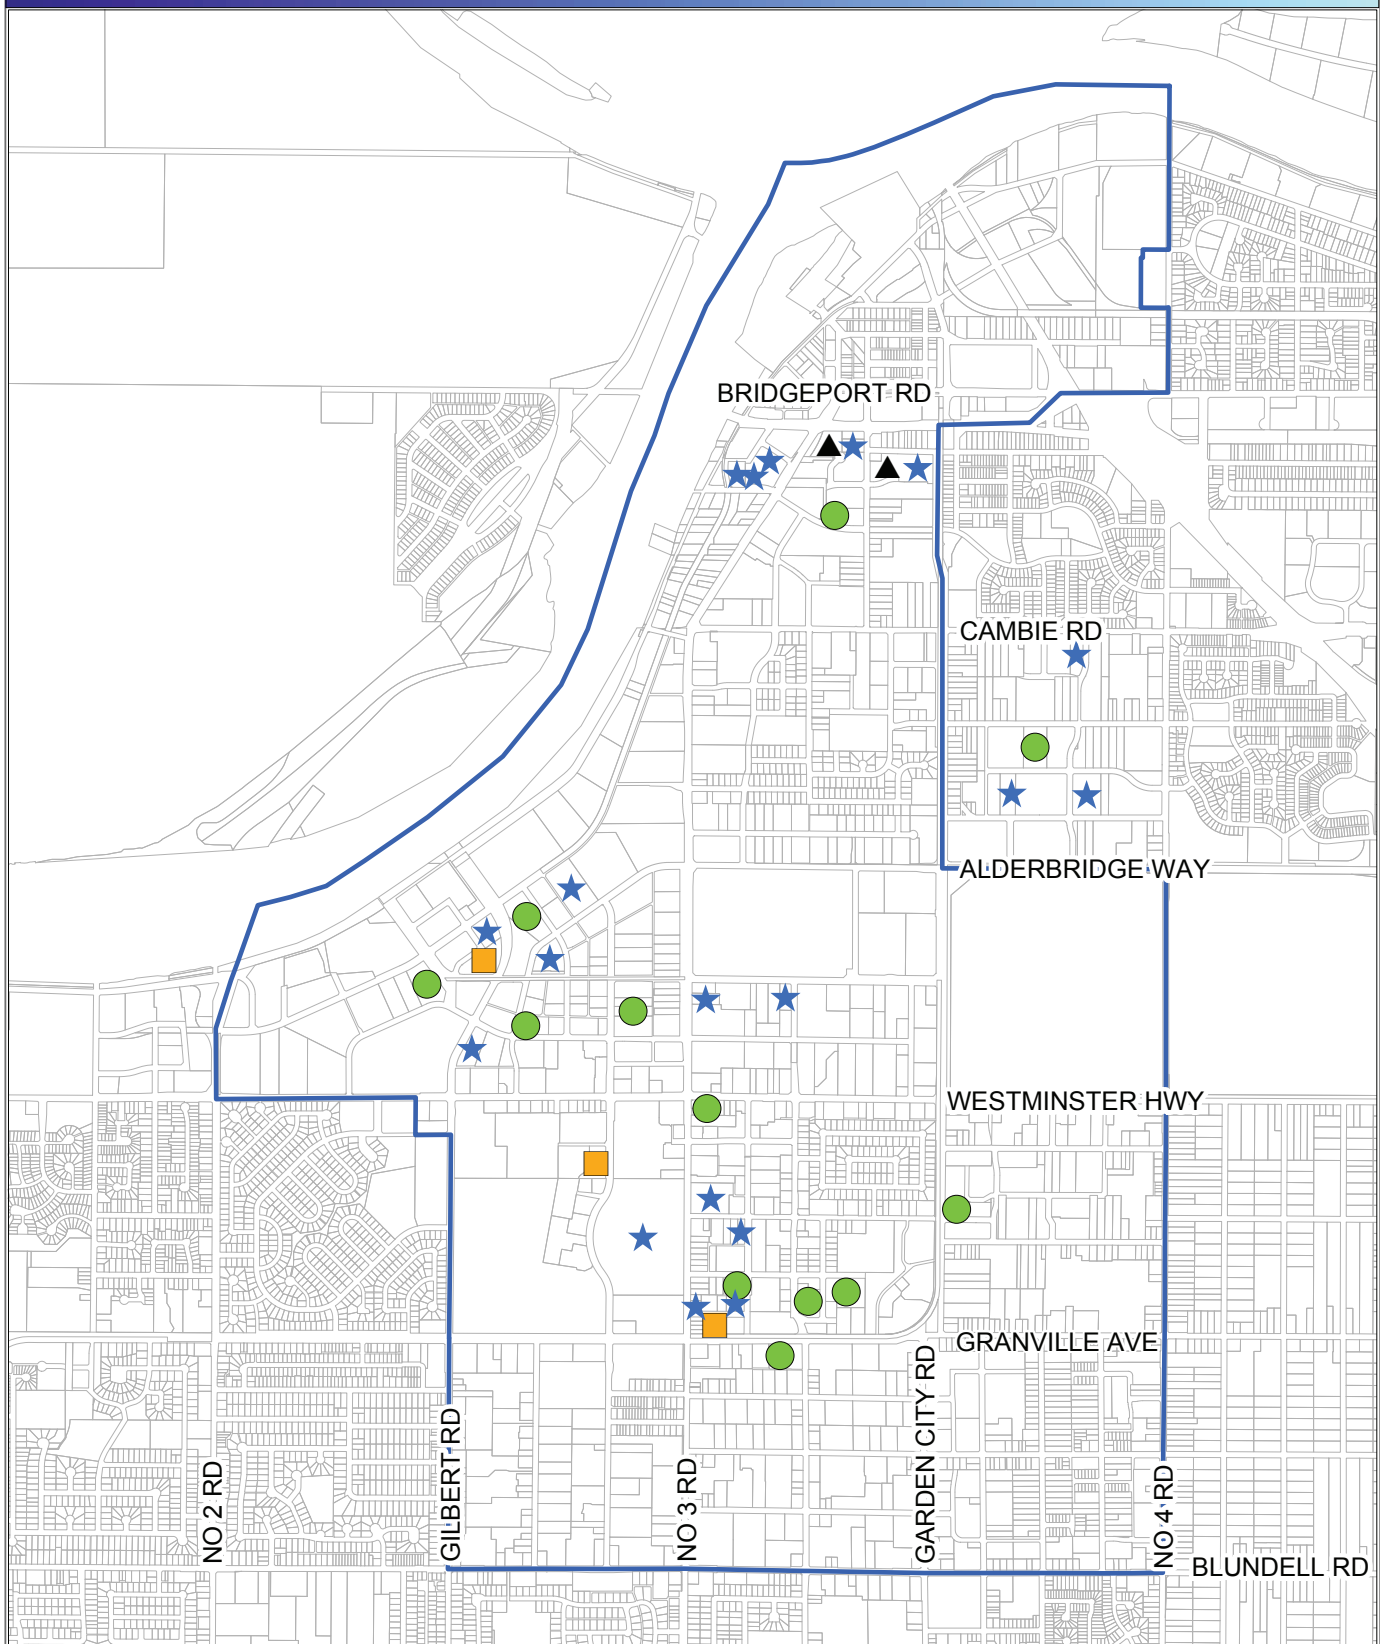 BRIDGEPORT RD
CAMBIE RD
ALDERBRIDGE WAY
WESTMINSTER HWY
GRANVILLE AVE
NO 2 RD
GILBERT RD
NO 3 RD
GARDEN CITY RD
NO 4 RD
BLUNDELL RD